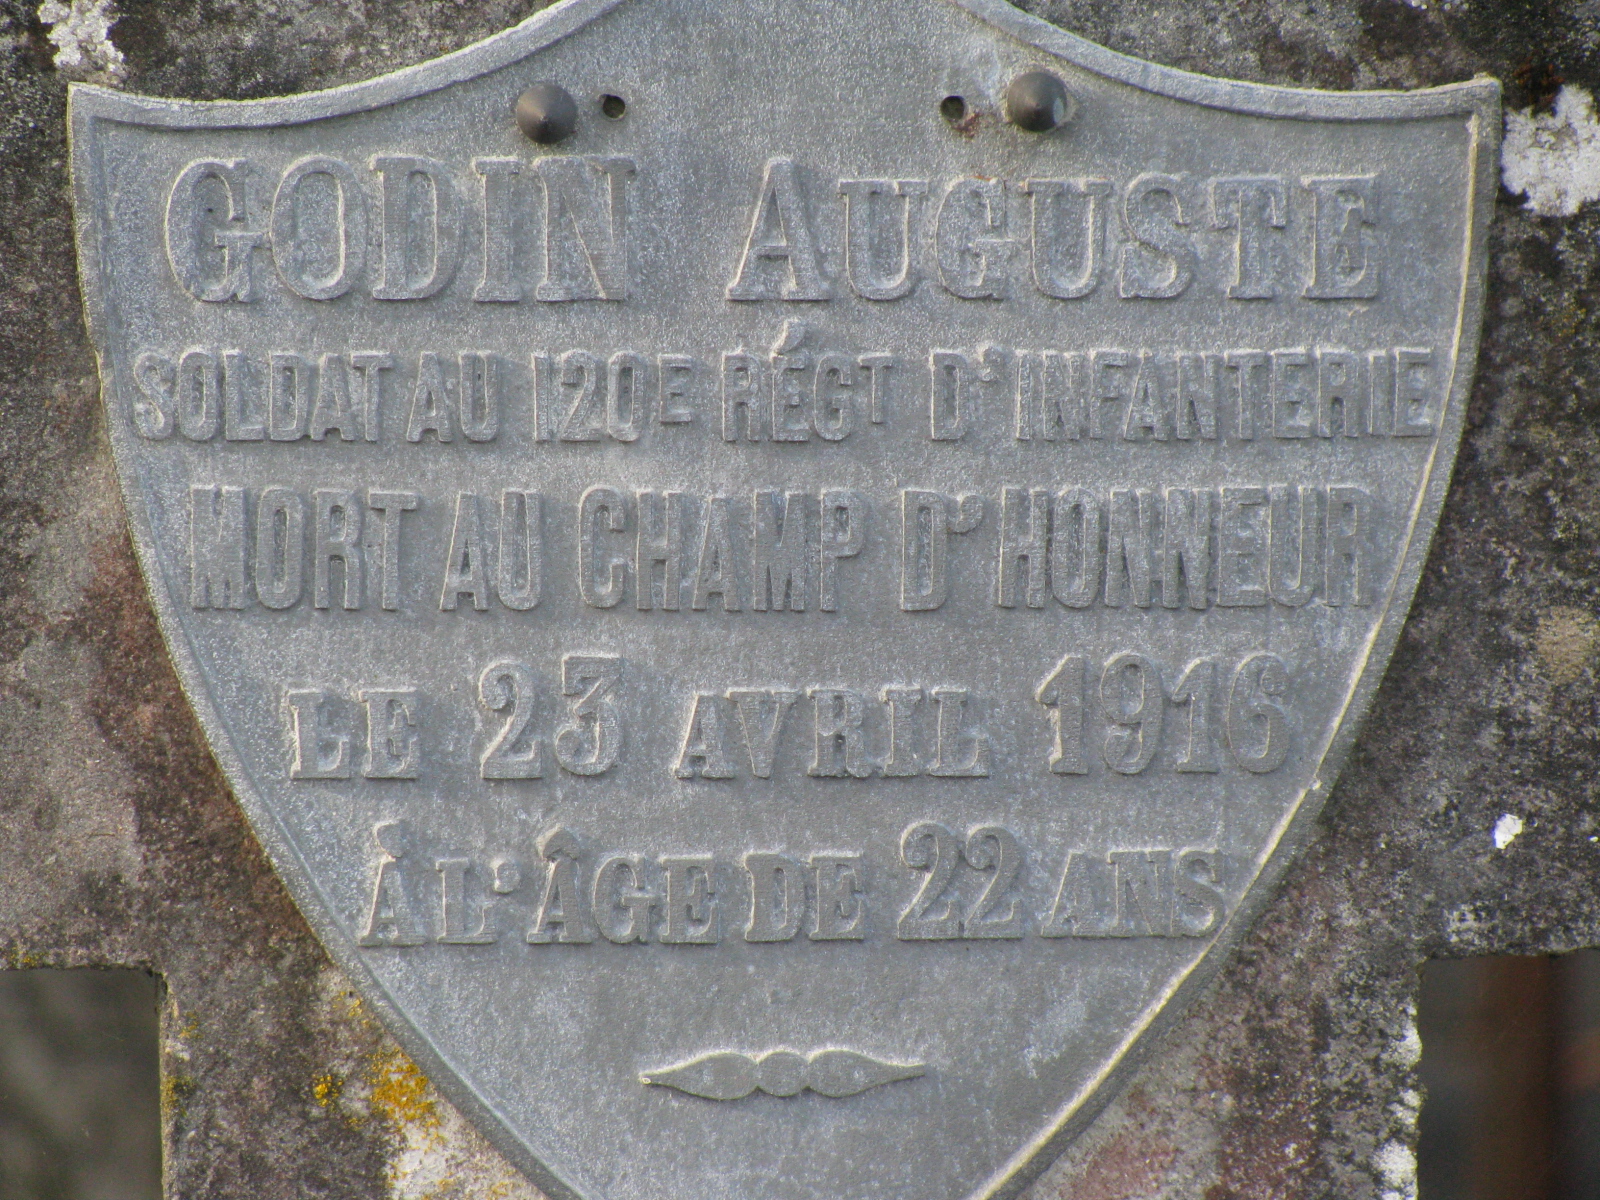 GODIN AUGUSTE
SOLDAT AU 120E RÉGT D'INFANTERIE
MORT AU CHAMP D'HONNEUR
LE 23 AVRIL 1916
À L'ÂGE DE 22 ANS